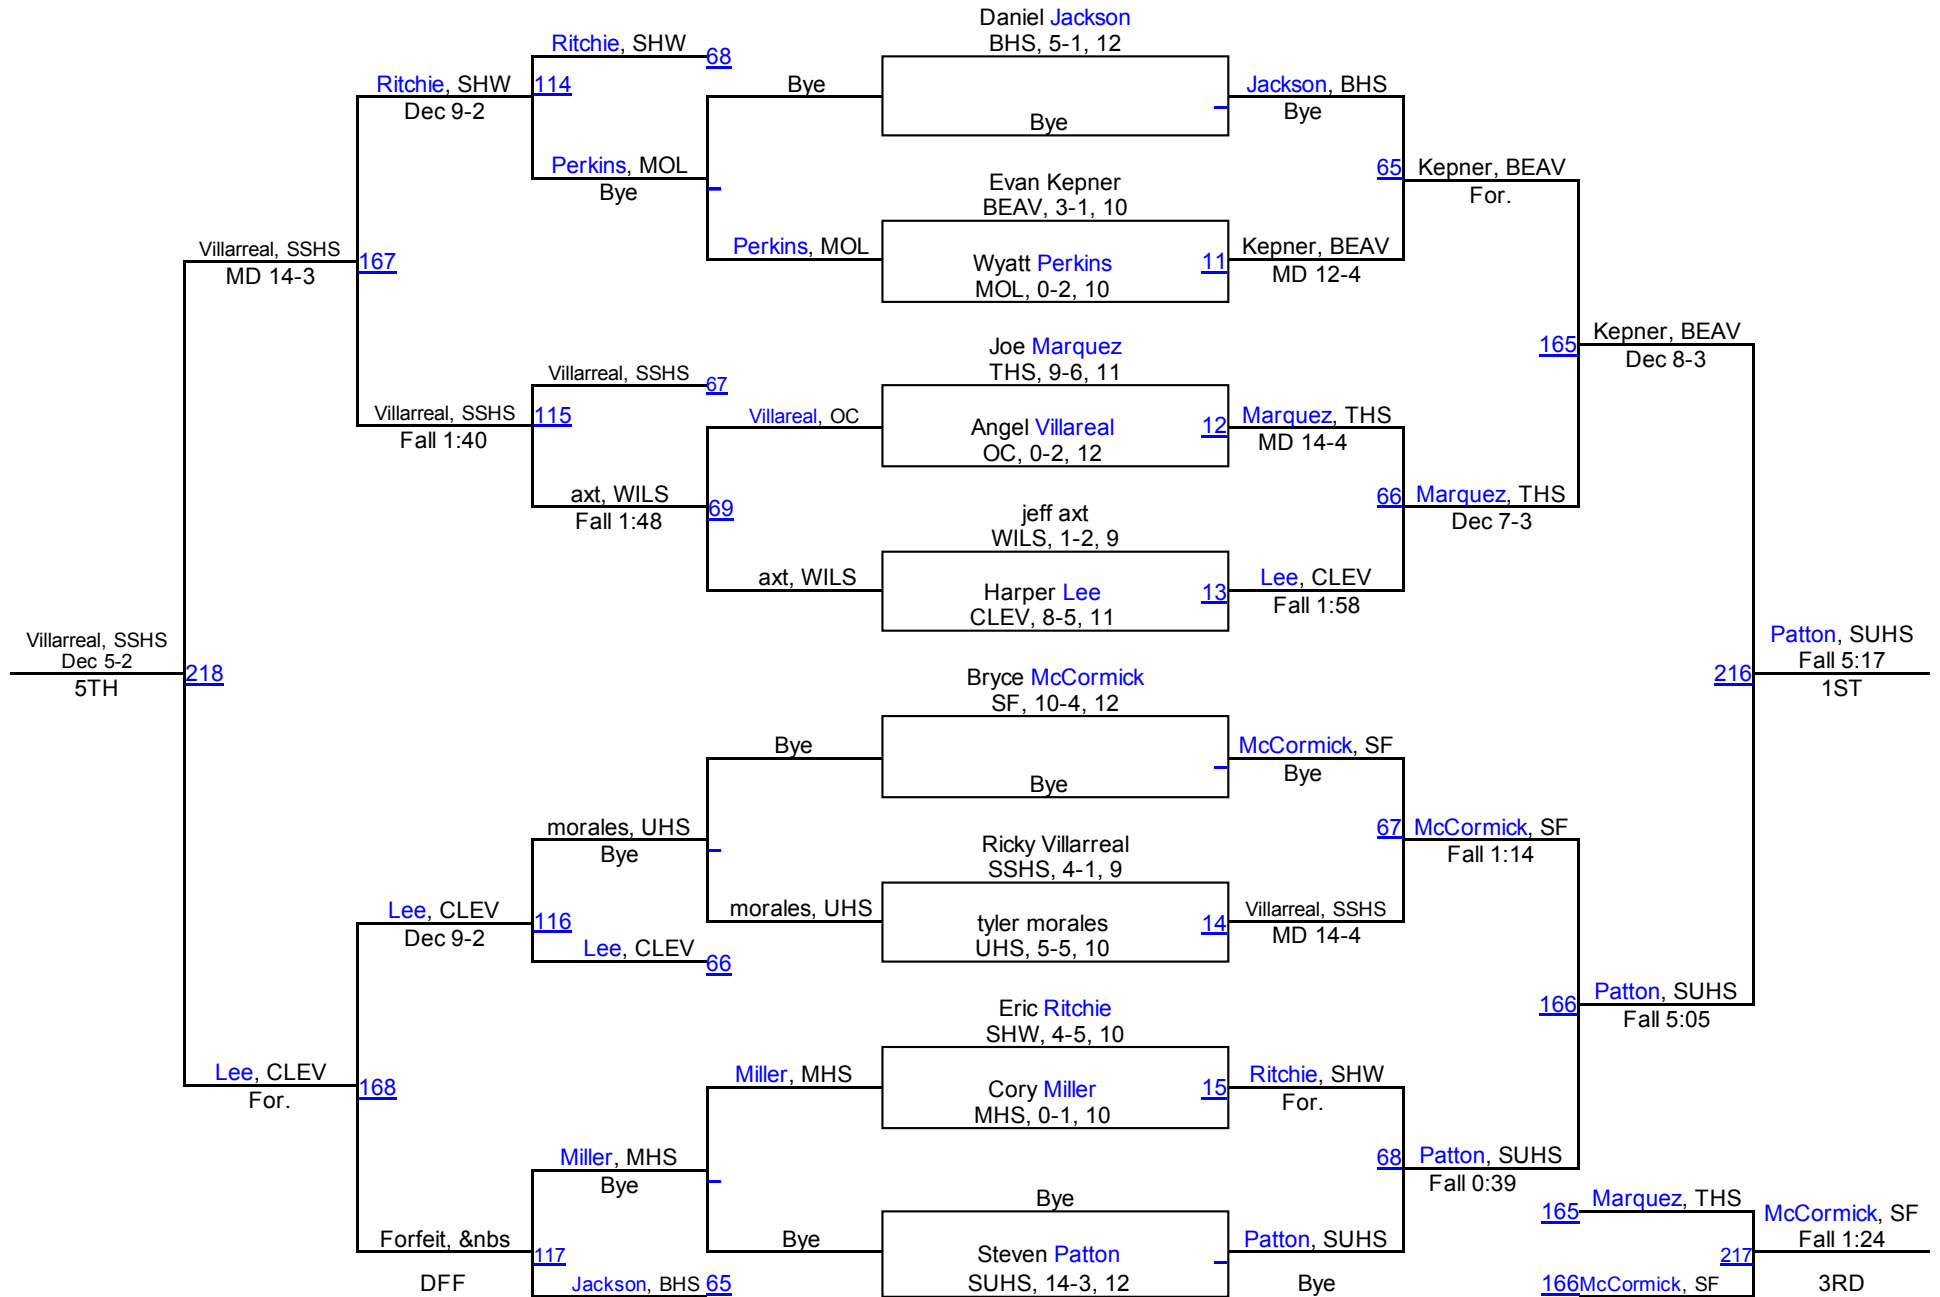 Daniel Jackson
BHS, 5-1, 12
Bye
Evan Kepner
BEAV, 3-1, 10
Wyatt Perkins
MOL, 0-2, 10
11
Joe Marquez
THS, 9-6, 11
Angel Villareal
OC, 0-2, 12
12
jeff axt
WILS, 1-2, 9
Harper Lee
CLEV, 8-5, 11
13
Bryce McCormick
SF, 10-4, 12
Bye
Ricky Villarreal
SSHS, 4-1, 9
tyler morales
UHS, 5-5, 10
14
Eric Ritchie
SHW, 4-5, 10
Cory Miller
MHS, 0-1, 10
15
Bye
Steven Patton
SUHS, 14-3, 12
Jackson, BHS
Bye
Kepner, BEAV
MD 12-4
Marquez, THS
MD 14-4
Lee, CLEV
Fall 1:58
McCormick, SF
Bye
Villarreal, SSHS
MD 14-4
Ritchie, SHW
For.
Patton, SUHS
Bye
65
Kepner, BEAV
For.
66
Marquez, THS
Dec 7-3
67
McCormick, SF
Fall 1:14
68
Patton, SUHS
Fall 0:39
165
Kepner, BEAV
Dec 8-3
166
Patton, SUHS
Fall 5:05
216
Patton, SUHS
Fall 5:17
1ST
165
Marquez, THS
166
McCormick, SF
217
McCormick, SF
Fall 1:24
3RD
Bye
Perkins, MOL
Villareal, OC
axt, WILS
Bye
morales, UHS
Miller, MHS
Bye
Ritchie, SHW
68
Perkins, MOL
Bye
Villarreal, SSHS
67
axt, WILS
Fall 1:48
69
morales, UHS
Bye
Lee, CLEV
66
Miller, MHS
Bye
Jackson, BHS
65
Ritchie, SHW
Dec 9-2
114
Villarreal, SSHS
Fall 1:40
115
Lee, CLEV
Dec 9-2
116
Forfeit, &nbs
DFF
117
Villarreal, SSHS
MD 14-3
167
Lee, CLEV
For.
168
Villarreal, SSHS
Dec 5-2
5TH
218